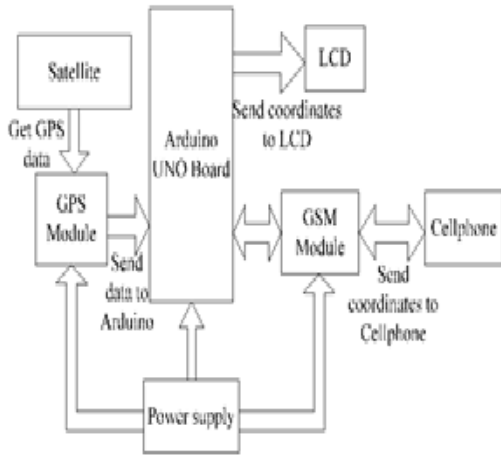 Satellite
LCD
Get GPS
data
Arduino
UNO Board
Send coordinates
to LCD
GPS
Module
GSM
Module
Cellphone
Send
data to
Arduino
Send
coordinates to
Cellphone
Power supply